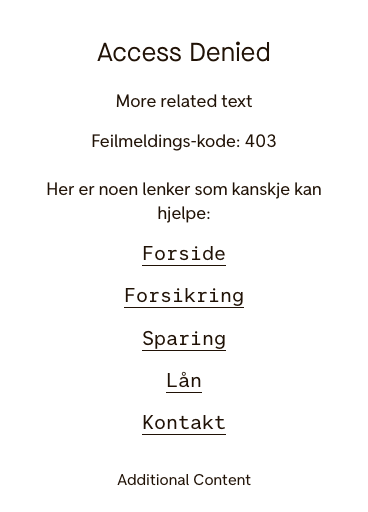 Access Denied
More related text
Feilmeldings-kode: 403
Her er noen lenker som kanskje kan
hjelpe:
Forside
Forsikring
Sparing
Lån
Kontakt
Additional Content